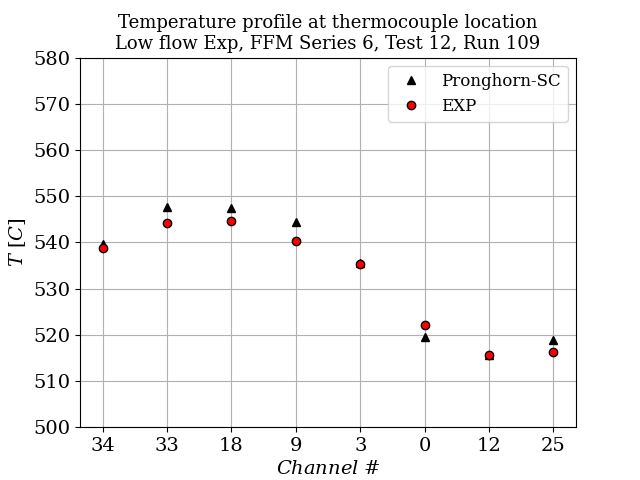 Temperature profile at thermocouple location
Low flow Exp, FFM Series 6, Test 12, Run 109
580
570
560
550
540
530
520
510
500
T [C]
Pronghorn-SC
EXP
34 33 18 9 3 0 12 25
Channel #